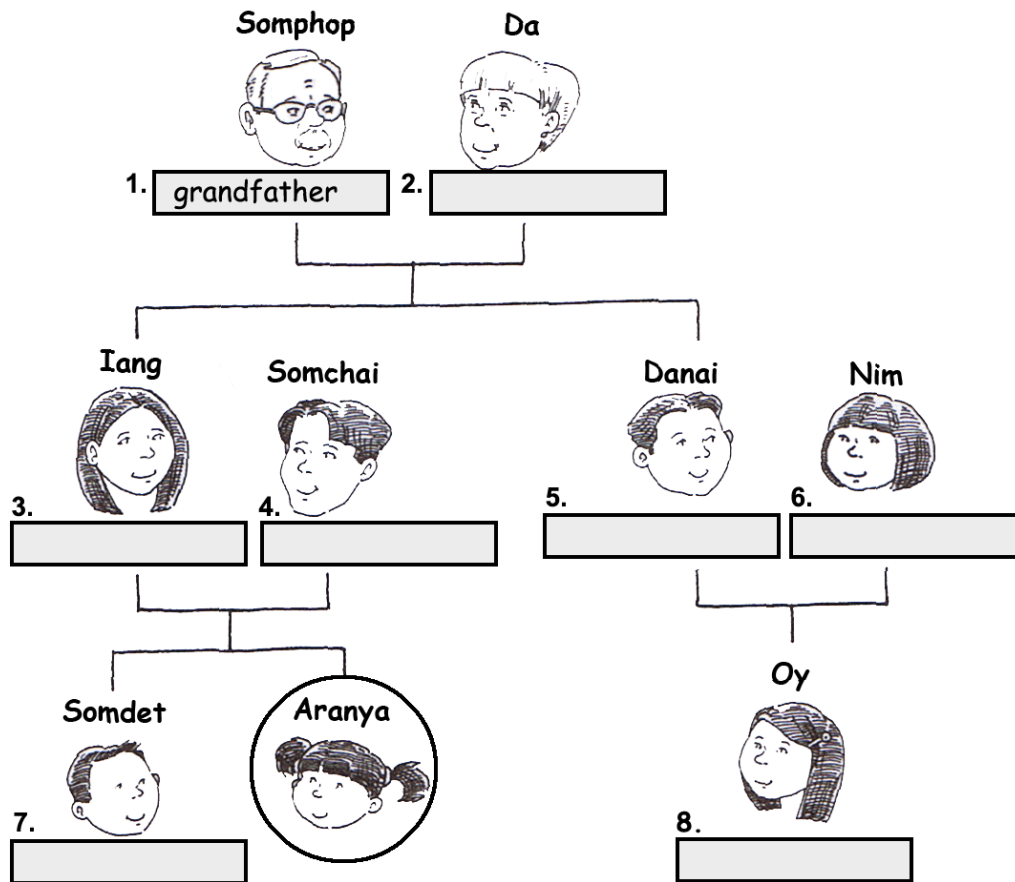 Somphop Da
1. grandfather 2.
Iang Somchai Danai Nim
3. 4. 5. 6.
Somdet Aranya Oy
7. 8.